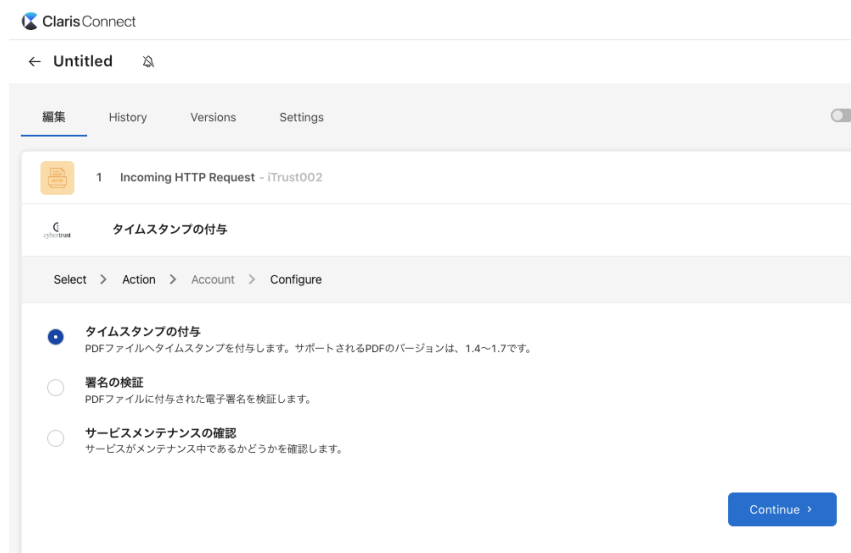 Claris Connect
← Untitled
編集 History Versions Settings
1 Incoming HTTP Request - iTrust002
cybertrust タイムスタンプの付与
Select > Action > Account > Configure
タイムスタンプの付与
PDFファイルへタイムスタンプを付与します。サポートされるPDFのバージョンは、1.4〜1.7です。
署名の検証
PDFファイルに付与された電子署名を検証します。
サービスメンテナンスの確認
サービスがメンテナンス中であるかどうかを確認します。
Continue >